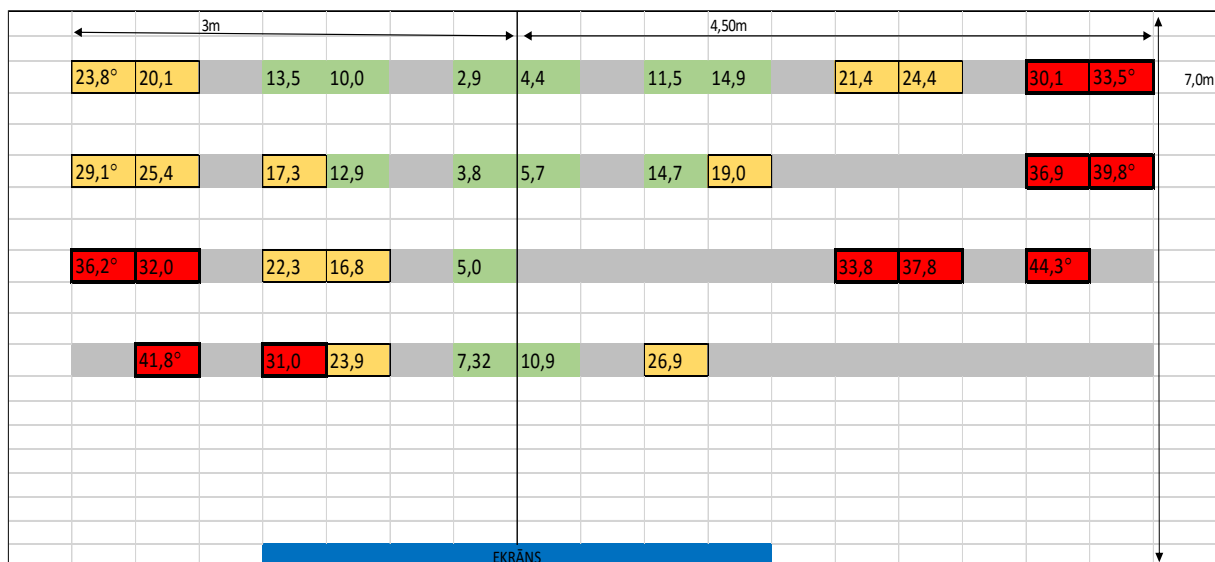 3m 4,50m
23,8° 20,1 13,5 10,0 2,9 4,4 11,5 14,9 21,4 24,4 30,1 33,5° 7,0m
29,1° 25,4 17,3 12,9 3,8 5,7 14,7 19,0 36,9 39,8°
36,2° 32,0 22,3 16,8 5,0 33,8 37,8 44,3°
41,8° 31,0 23,9 7,32 10,9 26,9
EKRĀNS